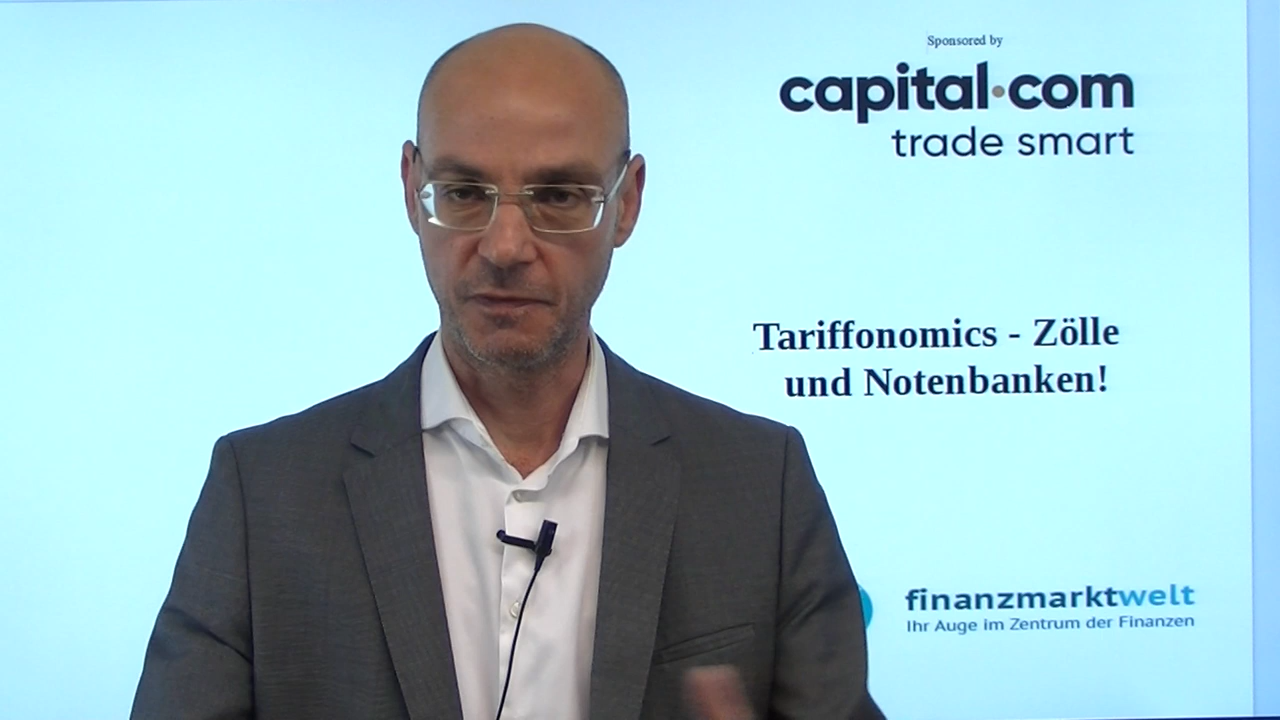 Sponsored by
capital.com
trade smart
Tariffonomics - Zölle
und Notenbanken!
finanzmarktwelt
Ihr Auge im Zentrum der Finanzen